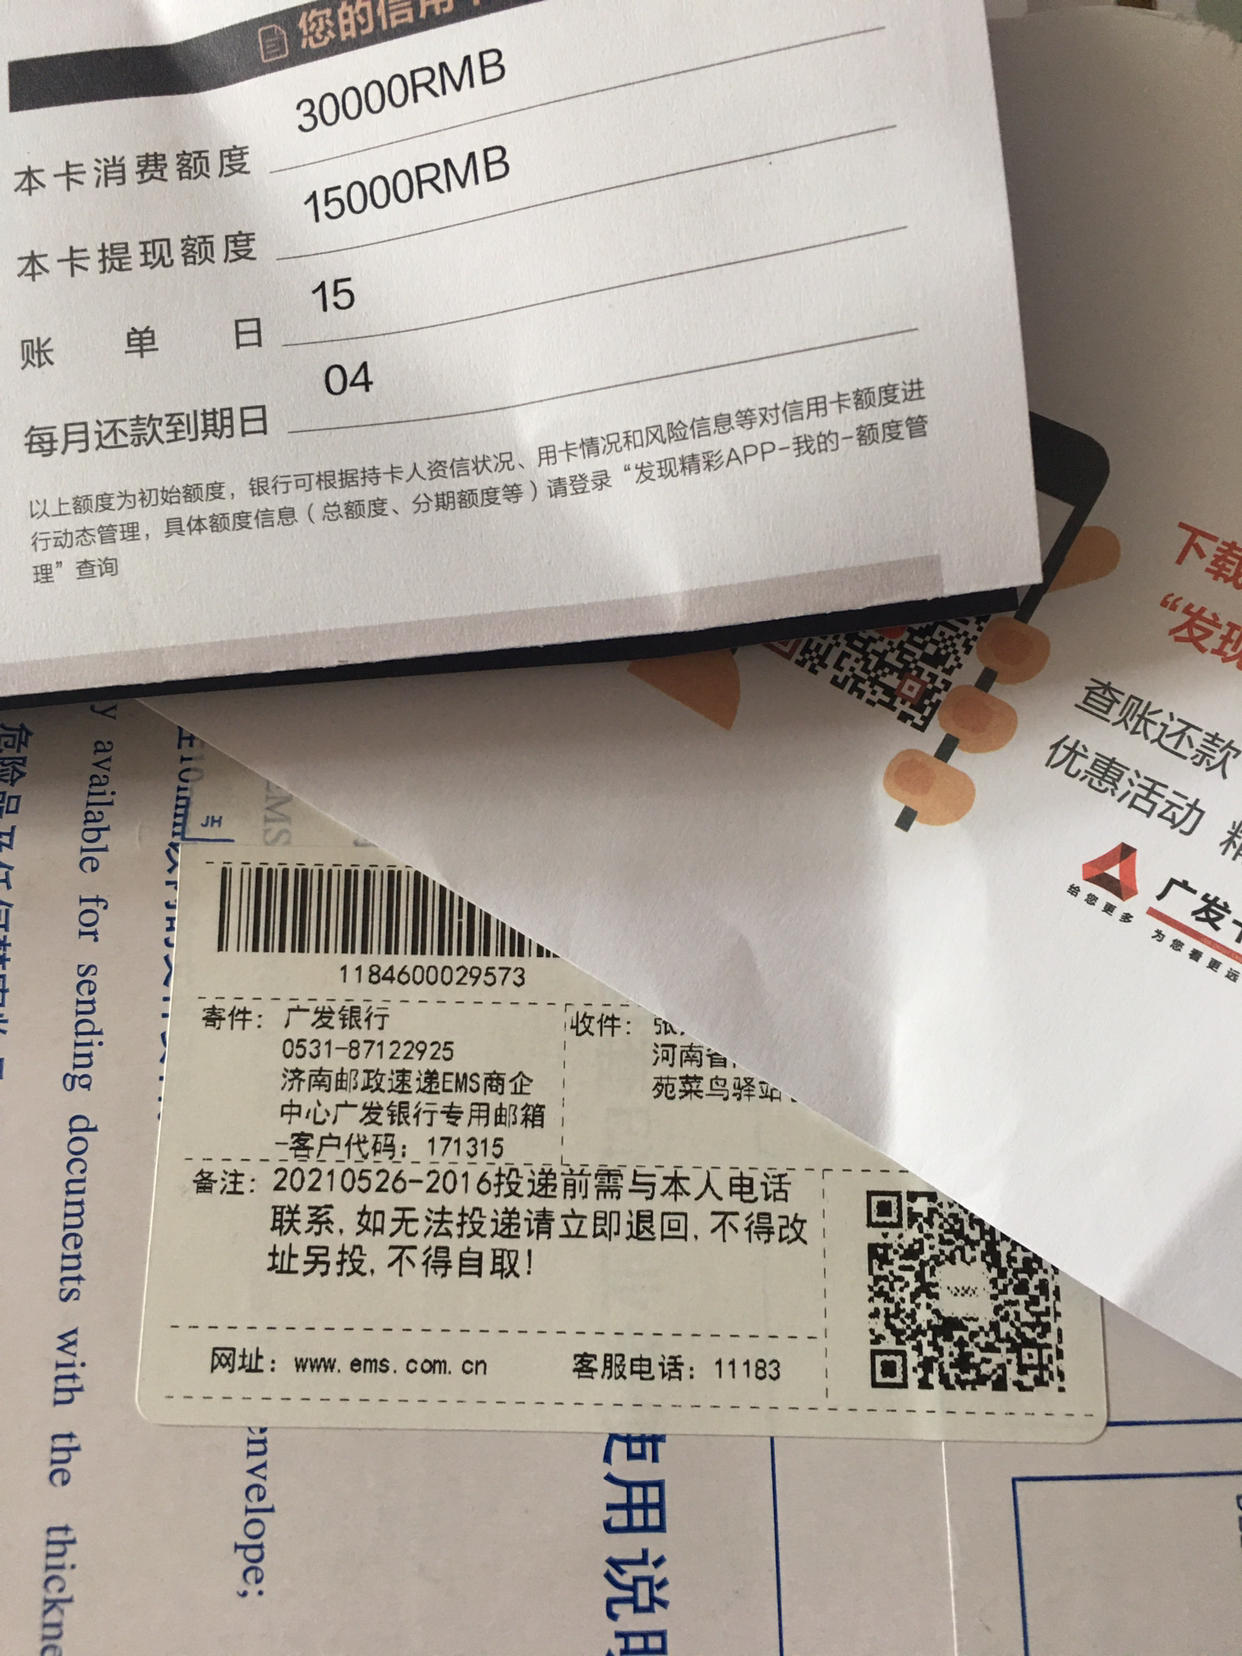 您的信用
本卡消费额度 30000RMB
本卡提现额度 15000RMB
账单日 15
每月还款到期日 04
以上额度为初始额度，银行可根据持卡人资信状况、用卡情况和风险信息等对信用卡额度进
行动态管理，具体额度信息（总额度、分期额度等）请登录“发现精彩APP-我的-额度管
理”查询
下载
“发现
查账还款
优惠活动 精
给您更多
广发卡
为您看更远
1184600029573
寄件：广发银行
0531-87122925
济南邮政速递EMS商企
中心广发银行专用邮箱
-客户代码：171315
收件：张
河南省
苑菜鸟驿站
备注：20210526-2016投递前需与本人电话
联系,如无法投递请立即退回,不得改
址另投,不得自取!
网址：www.ems.com.cn 客服电话：11183
EMS
available for sending documents with the
envelope;
使用说明